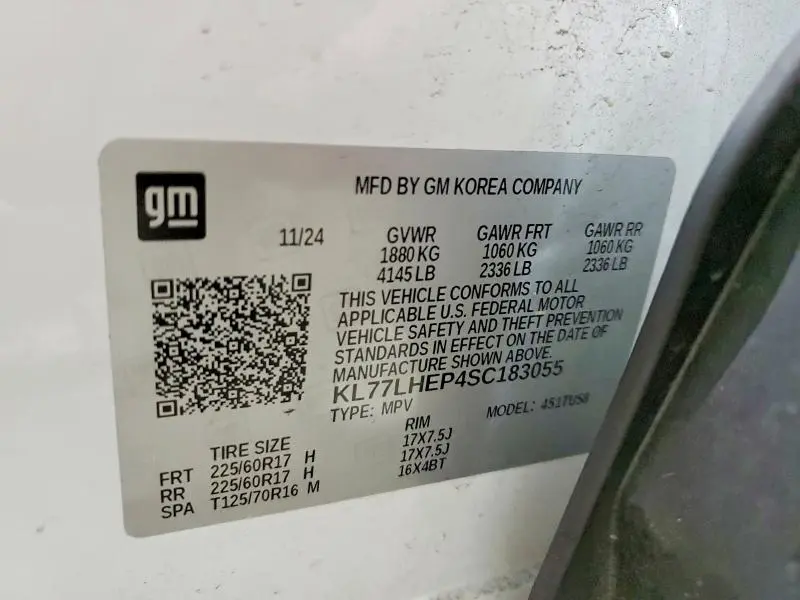 gm
MFD BY GM KOREA COMPANY
11/24 GVWR GAWR FRT GAWR RR
1880 KG 1060 KG 1060 KG
4145 LB 2336 LB 2336 LB
THIS VEHICLE CONFORMS TO ALL
APPLICABLE U.S. FEDERAL MOTOR
VEHICLE SAFETY AND THEFT PREVENTION
STANDARDS IN EFFECT ON THE DATE OF
MANUFACTURE SHOWN ABOVE.
KL77LHEP4SC183055
TYPE: MPV MODEL:
TIRE SIZE RIM
FRT 225/60R17 H 17X7.5J
RR 225/60R17 H 17X7.5J
SPA T125/70R16 M 16X4BT